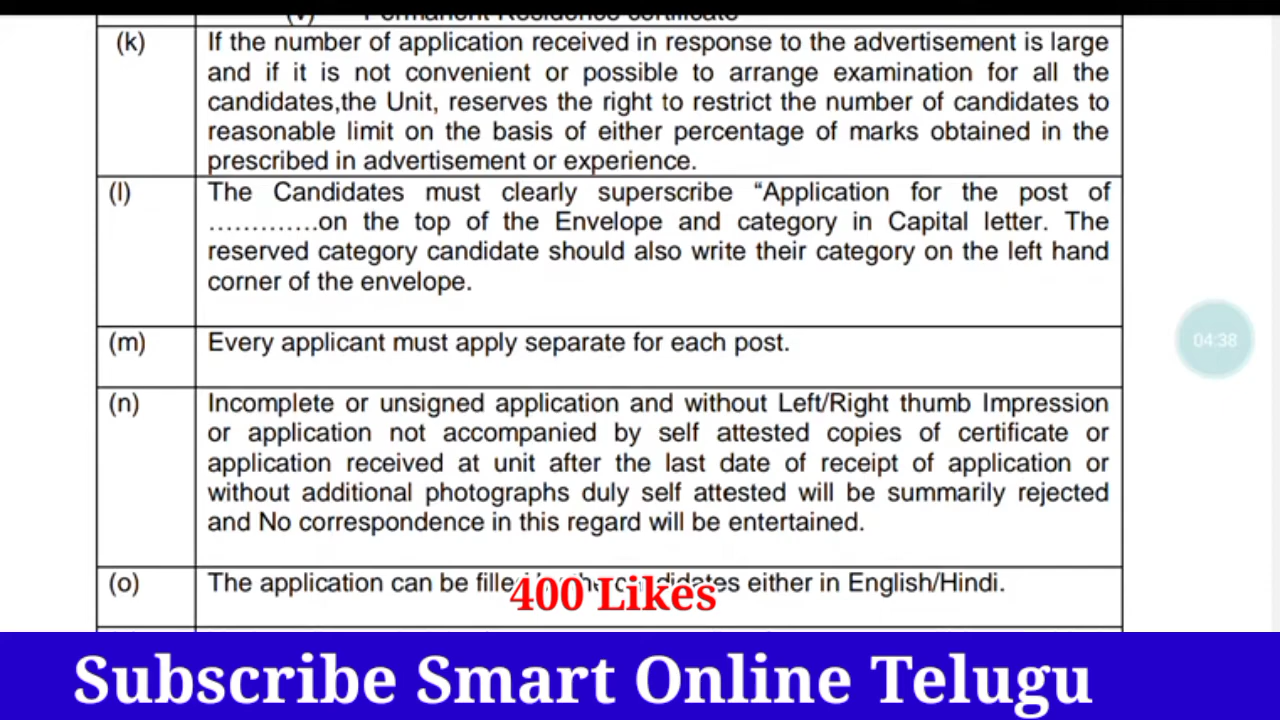 (v) Permanent Residence certificate
(k) If the number of application received in response to the advertisement is large
and if it is not convenient or possible to arrange examination for all the
candidates,the Unit, reserves the right to restrict the number of candidates to
reasonable limit on the basis of either percentage of marks obtained in the
prescribed in advertisement or experience.
(l) The Candidates must clearly superscribe “Application for the post of
………….on the top of the Envelope and category in Capital letter. The
reserved category candidate should also write their category on the left hand
corner of the envelope.
(m) Every applicant must apply separate for each post.
04:38
(n) Incomplete or unsigned application and without Left/Right thumb Impression
or application not accompanied by self attested copies of certificate or
application received at unit after the last date of receipt of application or
without additional photographs duly self attested will be summarily rejected
and No correspondence in this regard will be entertained.
(o) The application can be filled by the candidates either in English/Hindi.
400 Likes
Subscribe Smart Online Telugu